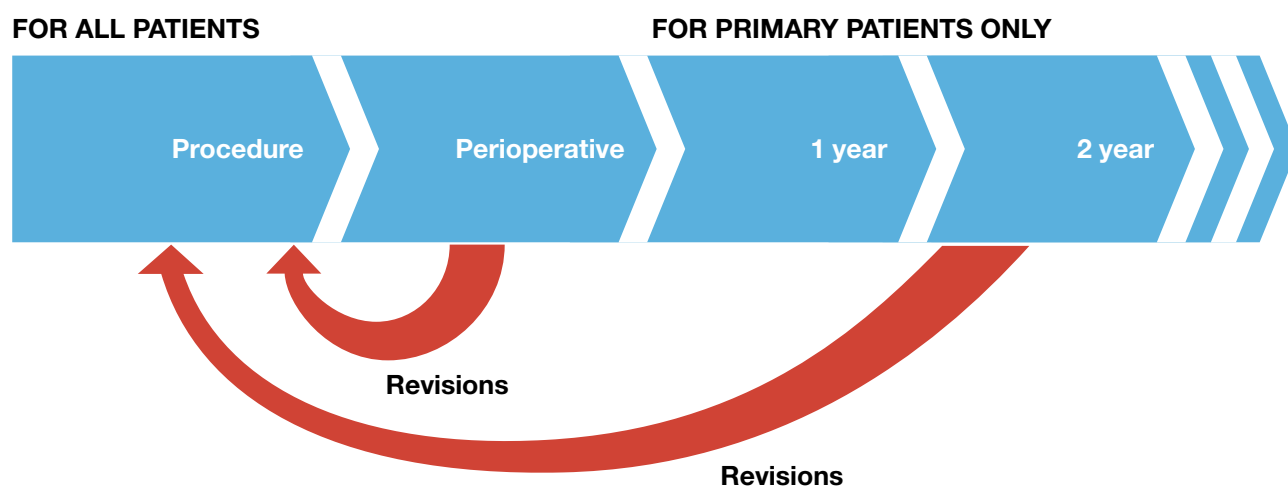 FOR ALL PATIENTS
FOR PRIMARY PATIENTS ONLY
Procedure
Perioperative
1 year
2 year
Revisions
Revisions